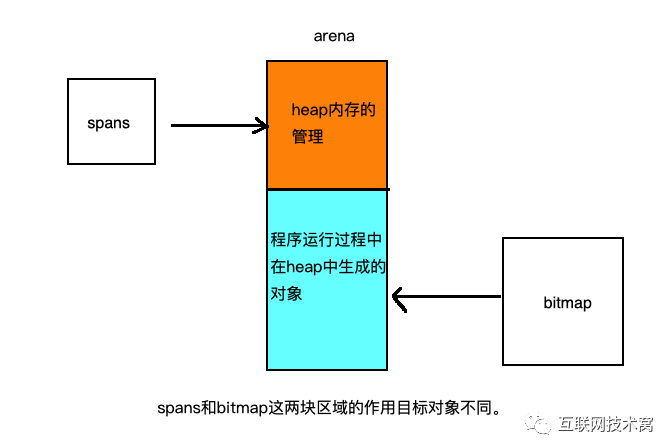 arena
spans
heap内存的
管理
程序运行过程中
在heap中生成的
对象
bitmap
spans和bitmap这两块区域的作用目标对象不同。
互联网技术窝